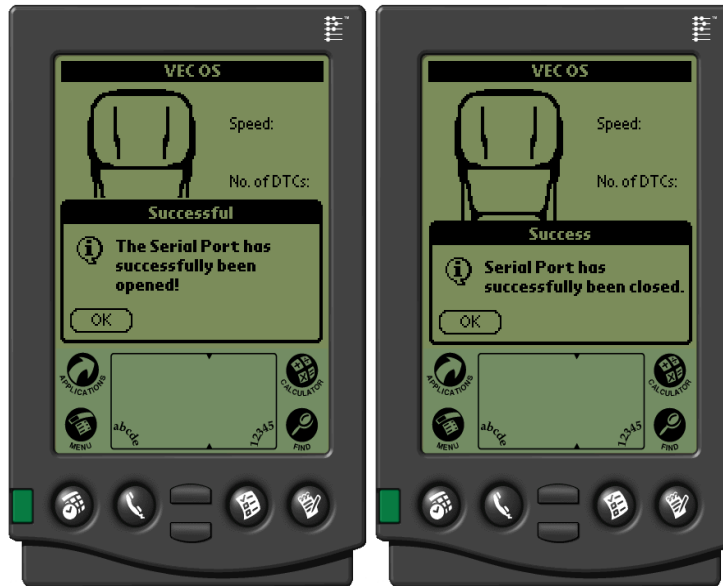 VEC OS
Speed:
No. of DTCs:
Successful
The Serial Port has
successfully been
opened!
OK
APPLICATIONS
CALCULATOR
MENU
abcde
12345
FIND
VEC OS
Speed:
No. of DTCs:
Success
Serial Port has
successfully been closed.
OK
APPLICATIONS
CALCULATOR
MENU
abcde
12345
FIND